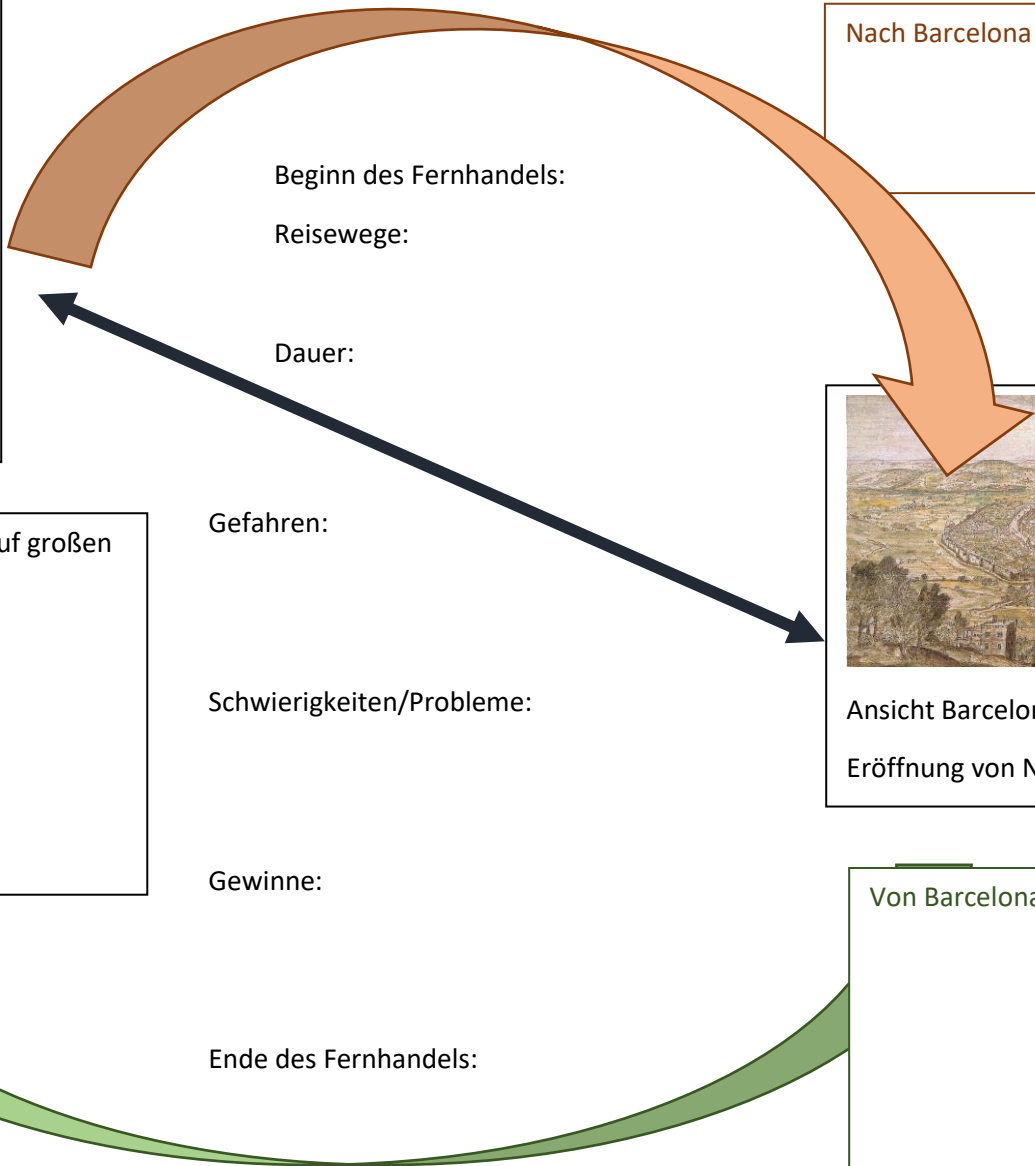 Nach Barcelona
Beginn des Fernhandels:
Reisewege:
Dauer:
uf großen
Gefahren:
Schwierigkeiten/Probleme:
Ansicht Barcelon
Eröffnung von N
Gewinne:
Von Barcelona
Ende des Fernhandels: